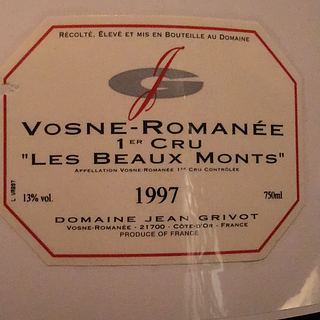 RÉCOLTÉ, ÉLEVÉ ET MIS EN BOUTEILLE AU DOMAINE
JG
VOSNE-ROMANÉE
1ER CRU
"LES BEAUX MONTS"
APPELLATION VOSNE-ROMANÉE 1ER CRU CONTRÔLÉE
13% vol.
1997
750ml
DOMAINE JEAN GRIVOT
VOSNE-ROMANÉE - 21700 - CÔTE-D'OR - FRANCE
PRODUCE OF FRANCE